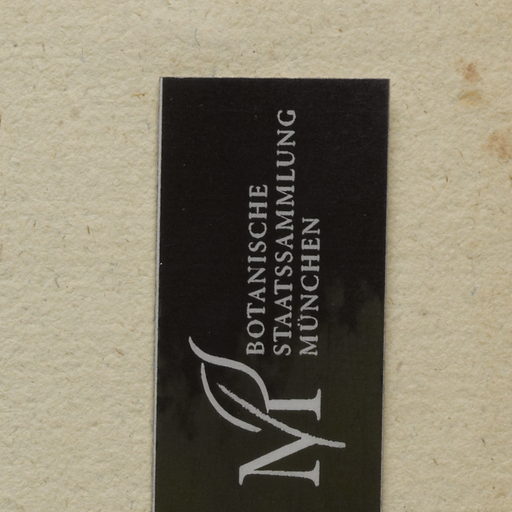 M
BOTANISCHE
STAATSSAMMLUNG
MÜNCHEN